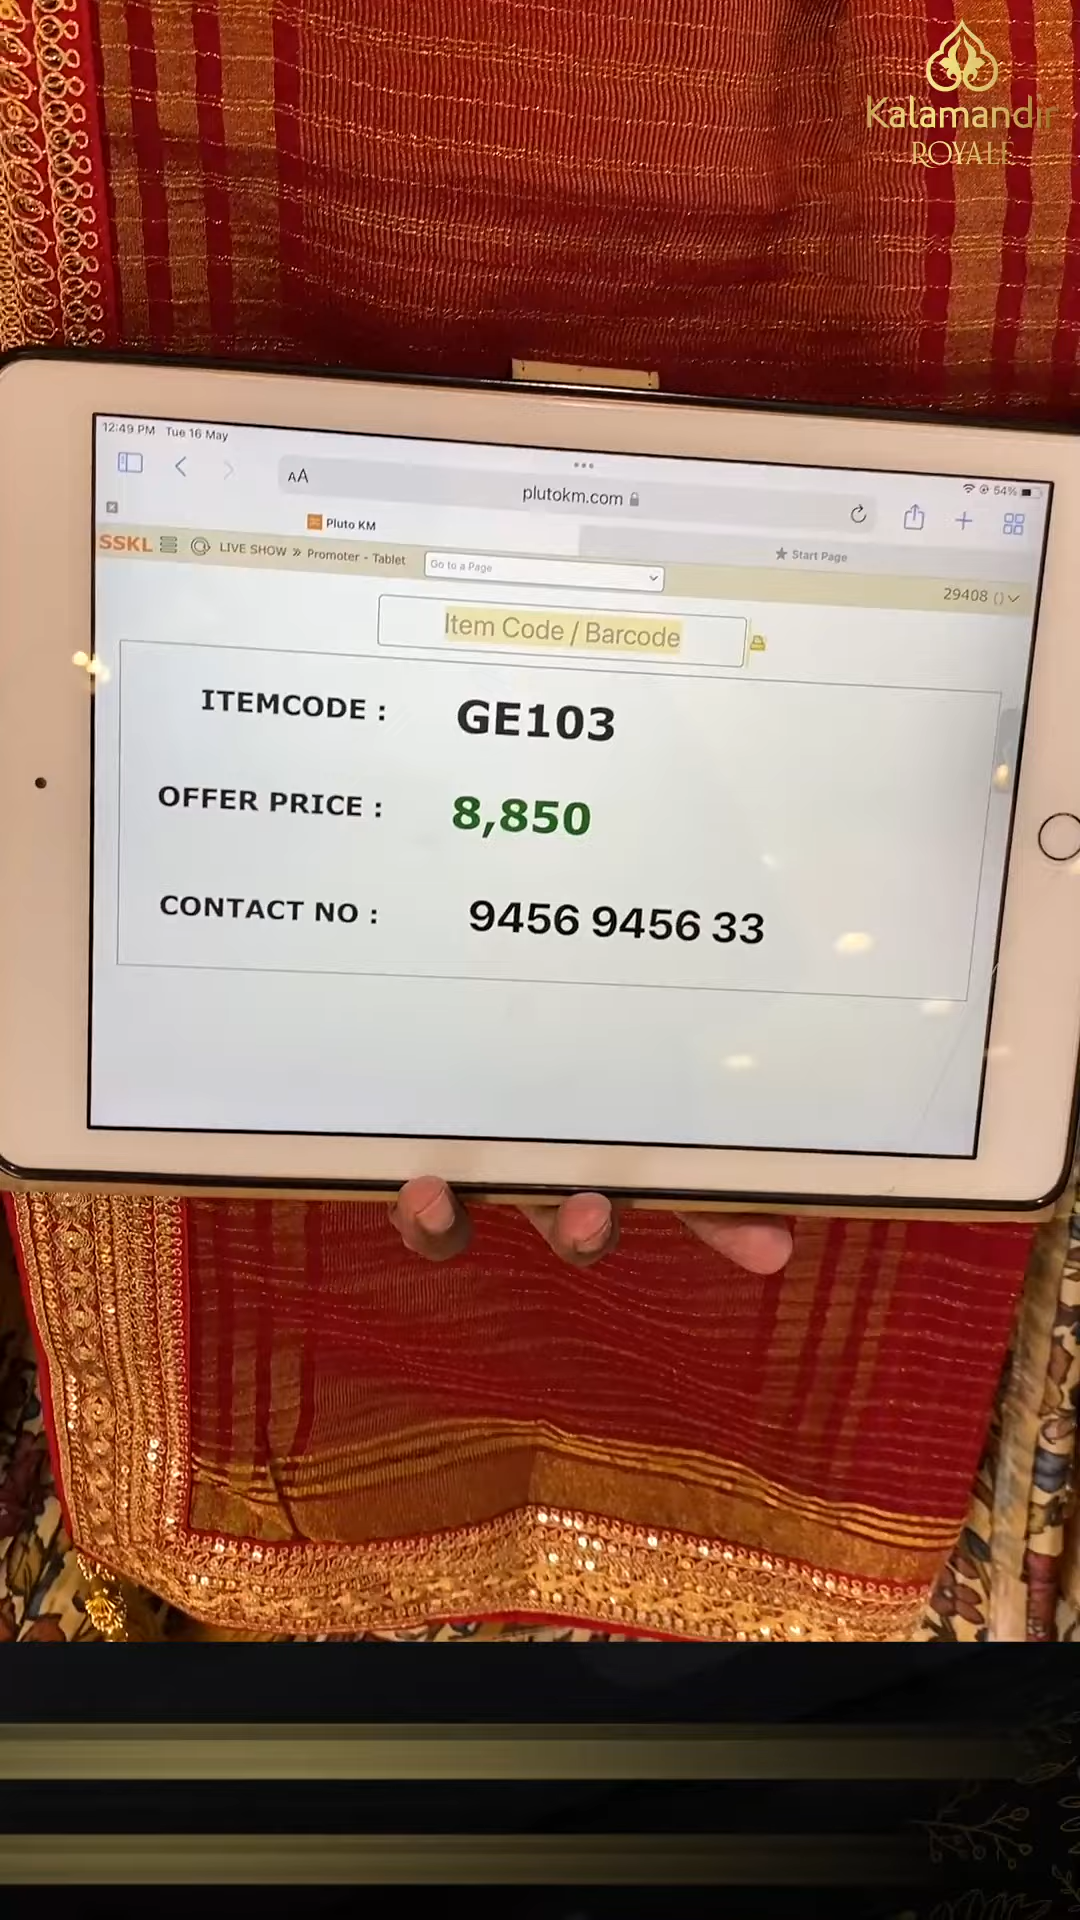 Kalamandir
ROYALE
12:49 PM Tue 16 May
54%
AA
plutokm.com
Pluto KM
Start Page
SSKL
LIVE SHOW » Promoter - Tablet
Go to a Page
29408 ()
Item Code / Barcode
ITEMCODE : GE103
OFFER PRICE : 8,850
CONTACT NO : 9456 9456 33